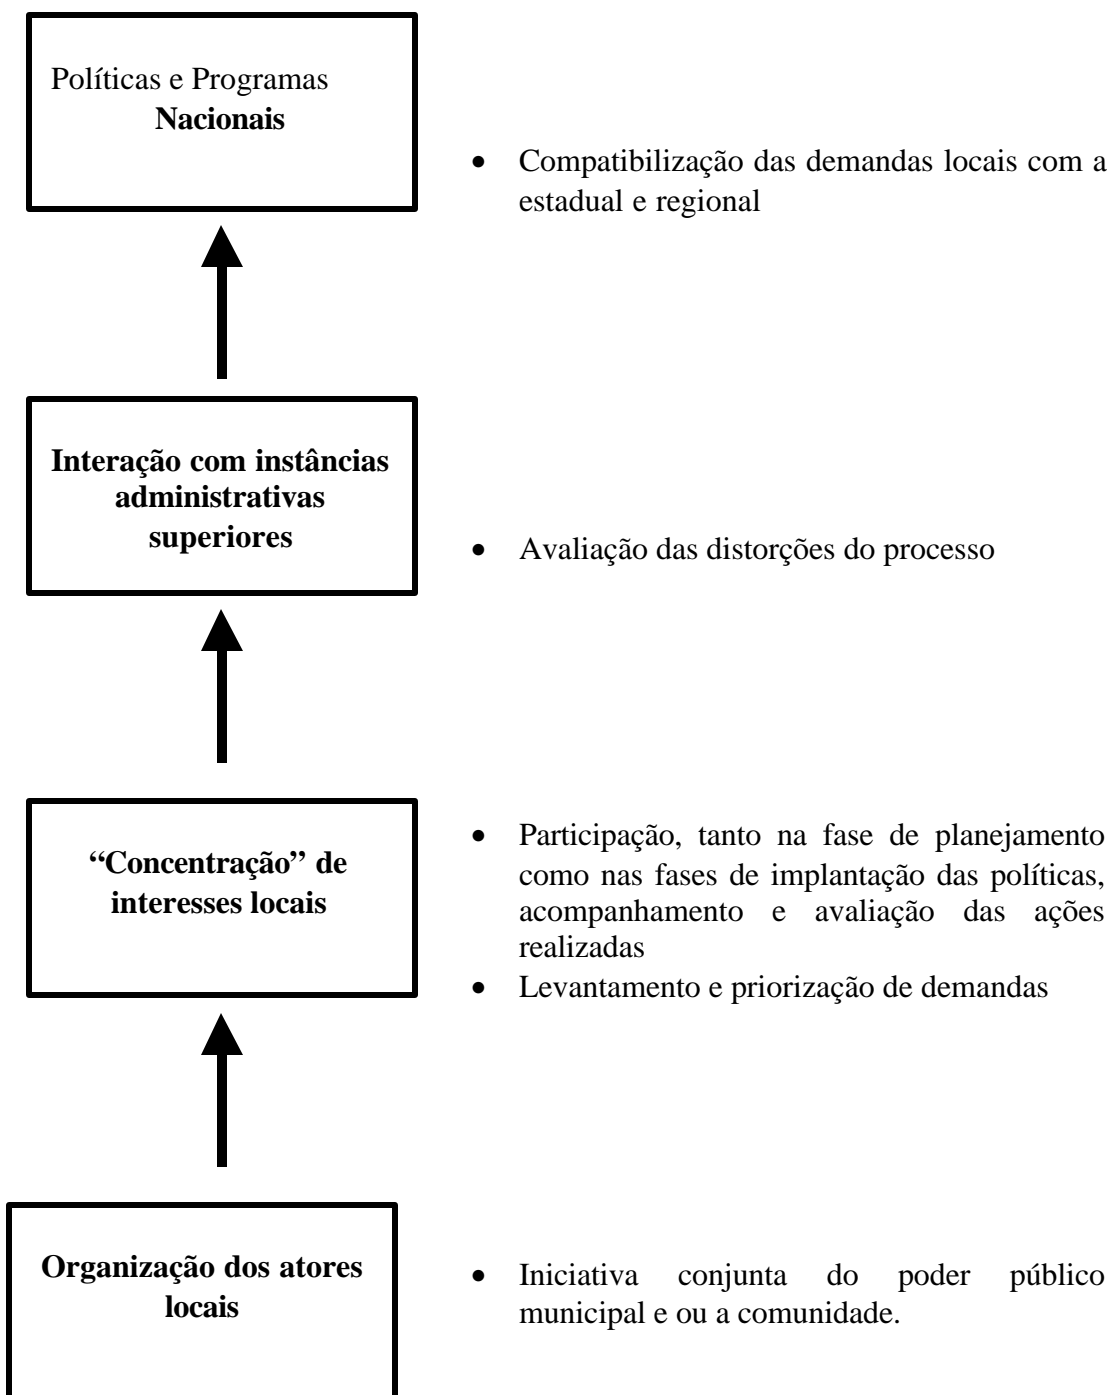 Políticas e Programas
Nacionais
• Compatibilização das demandas locais com a
estadual e regional
Interação com instâncias
administrativas
superiores
• Avaliação das distorções do processo
“Concentração” de
interesses locais
• Participação, tanto na fase de planejamento
como nas fases de implantação das políticas,
acompanhamento e avaliação das ações
realizadas
• Levantamento e priorização de demandas
Organização dos atores
locais
• Iniciativa conjunta do poder público
municipal e ou a comunidade.